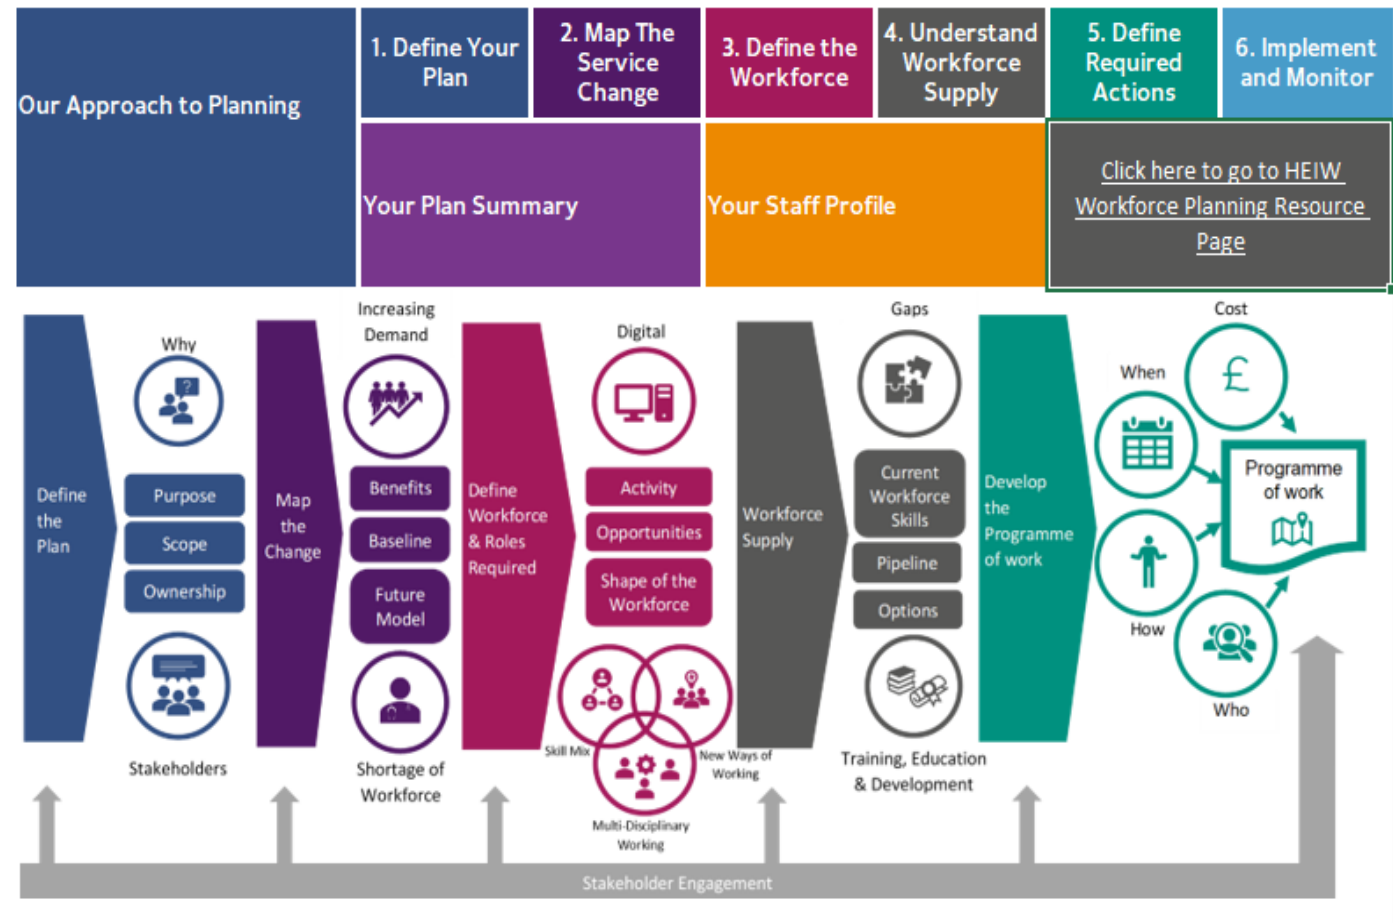 Our Approach to Planning
1. Define Your
Plan
2. Map The
Service
Change
3. Define the
Workforce
4. Understand
Workforce
Supply
5. Define
Required
Actions
6. Implement
and Monitor
Your Plan Summary
Your Staff Profile
Click here to go to HEIW
Workforce Planning Resource
Page
Define
the
Plan
Why
?
Purpose
Scope
Ownership
Stakeholders
Map
the
Change
Increasing
Demand
Benefits
Baseline
Future
Model
Shortage of
Workforce
Define
Workforce
& Roles
Required
Digital
Activity
Opportunities
Shape of the
Workforce
Skill Mix
New Ways of
Working
Multi-Disciplinary
Working
Workforce
Supply
Gaps
Current
Workforce
Skills
Pipeline
Options
Training, Education
& Development
Develop
the
Programme
of work
Cost
£
When
How
Who
Programme
of work
Stakeholder Engagement